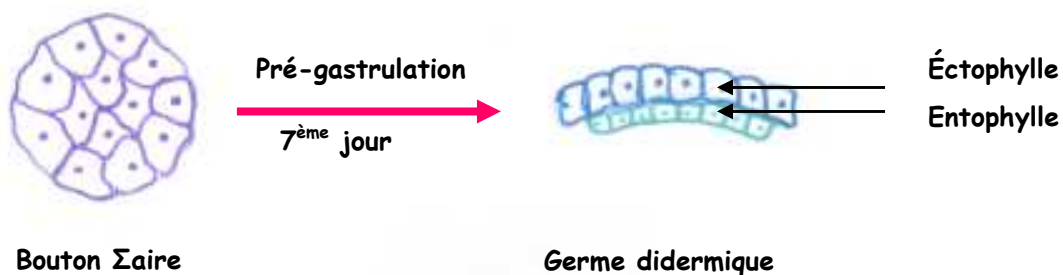 Pré-gastrulation
7ème jour
Éctophylle
Entophylle
Bouton Σaire
Germe didermique